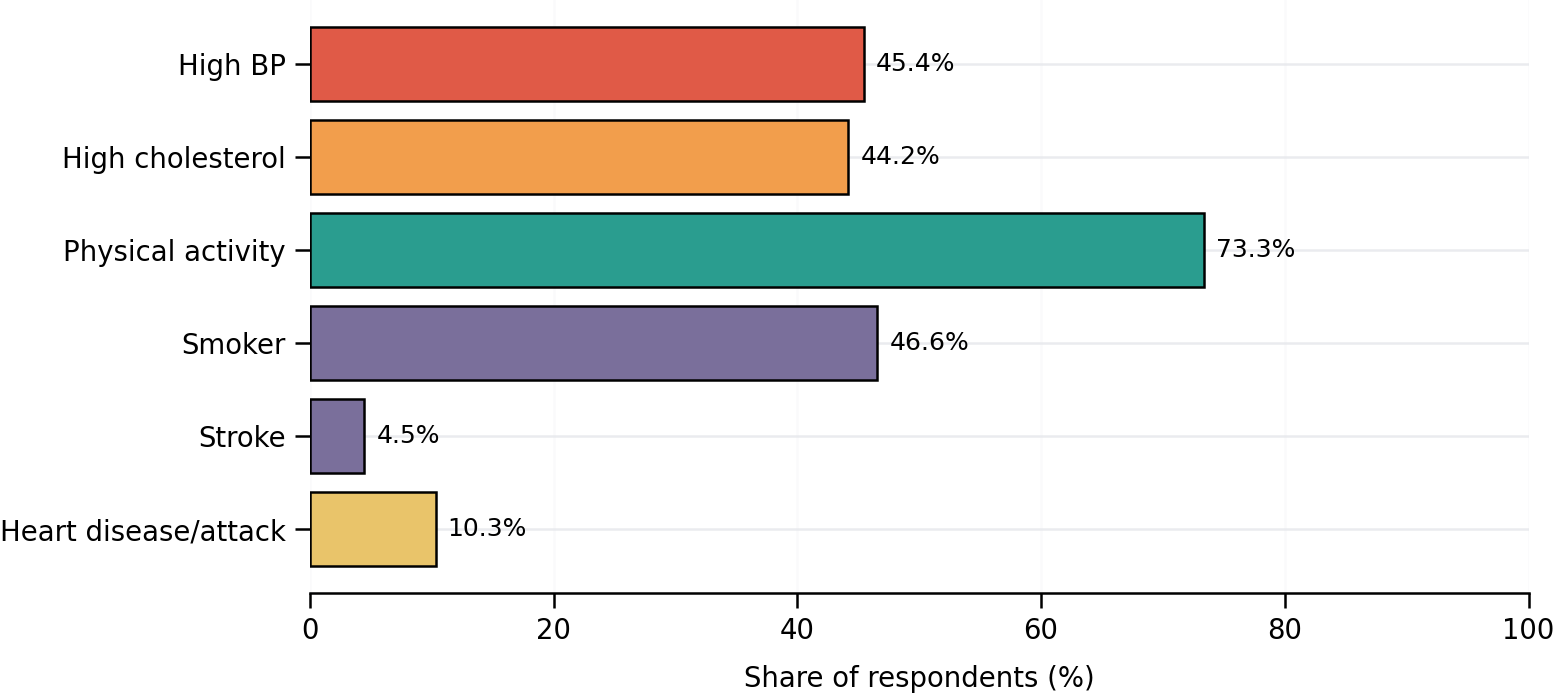 High BP 45.4%
High cholesterol 44.2%
Physical activity 73.3%
Smoker 46.6%
Stroke 4.5%
Heart disease/attack 10.3%
0 20 40 60 80 100
Share of respondents (%)